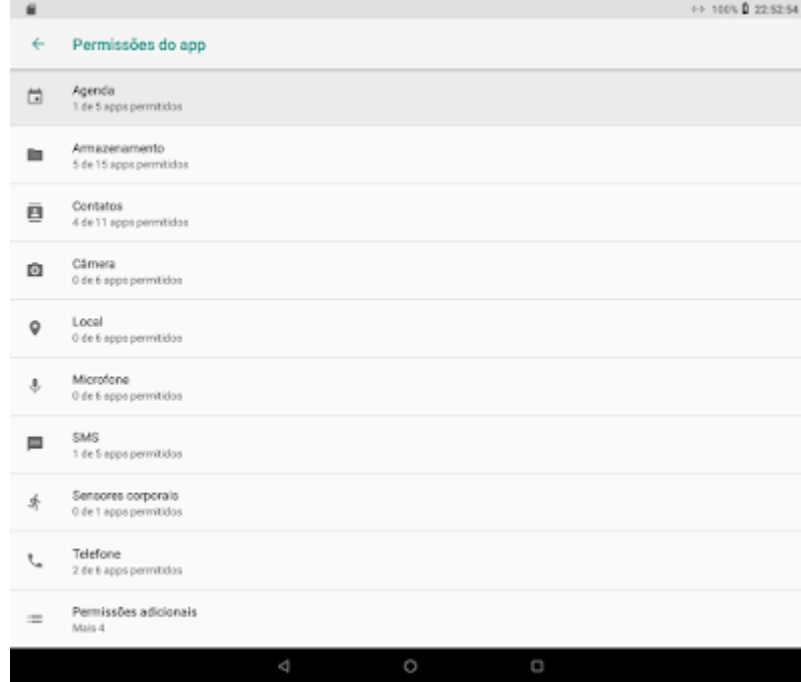 100% 22:52:54
Permissões do app
Agenda
1 de 5 apps permitidos
Armazenamento
5 de 15 apps permitidos
Contatos
4 de 11 apps permitidos
Câmera
0 de 6 apps permitidos
Local
0 de 6 apps permitidos
Microfone
0 de 6 apps permitidos
SMS
1 de 5 apps permitidos
Sensores corporais
0 de 1 apps permitidos
Telefone
2 de 6 apps permitidos
Permissões adicionais
Mais 4